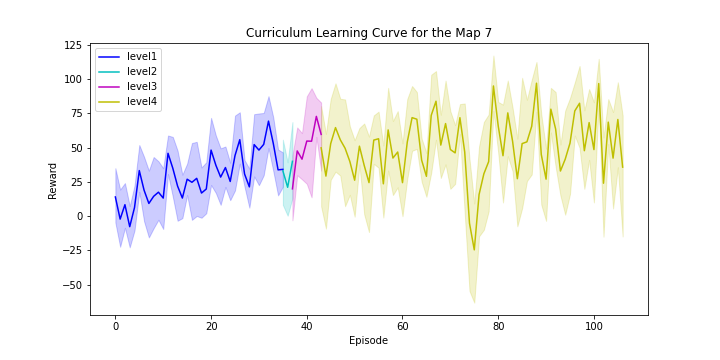 Curriculum Learning Curve for the Map 7
level1
level2
level3
level4
Reward
125
100
75
50
25
0
−25
−50
0
20
40
60
80
100
Episode